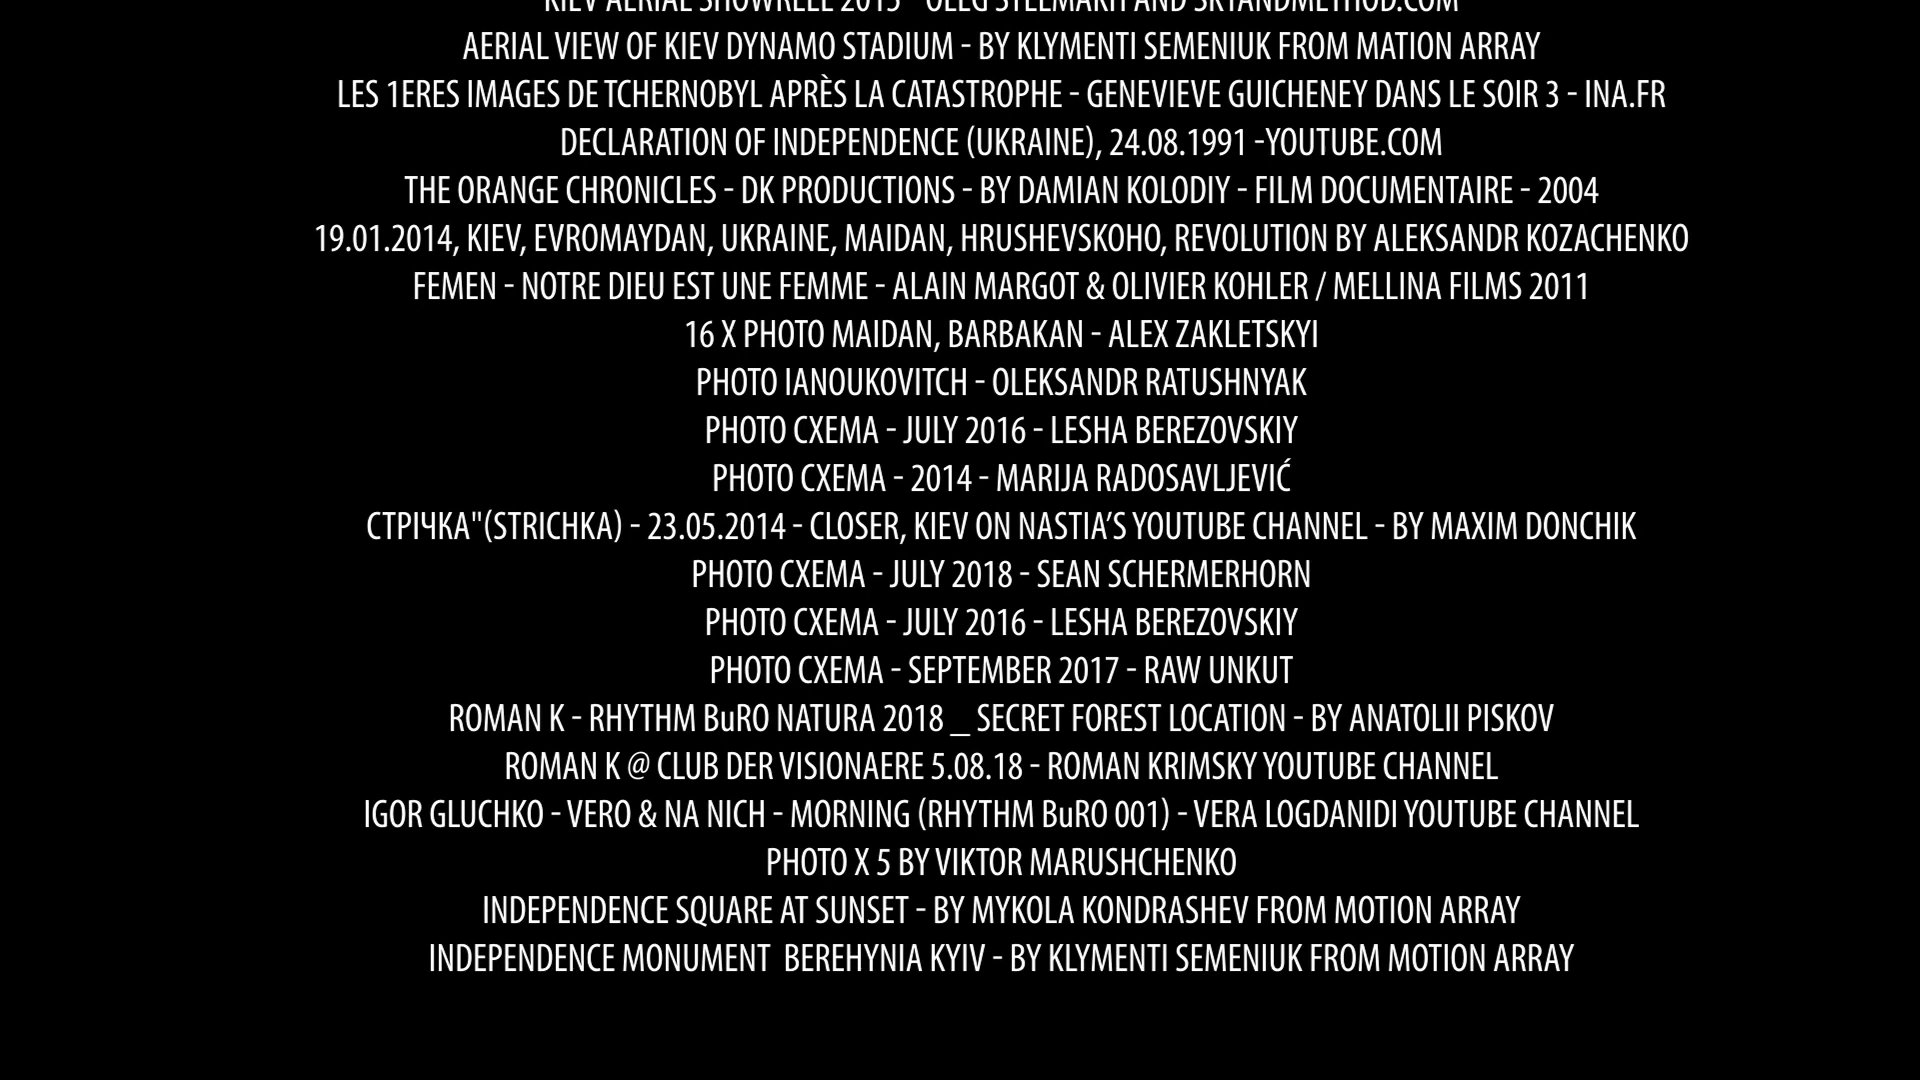 KIEV AERIAL SHOWREEL 2015 - OLEG STELMAKH AND SKYANDMETHOD.COM
AERIAL VIEW OF KIEV DYNAMO STADIUM - BY KLYMENTI SEMENIUK FROM MATION ARRAY
LES 1ERES IMAGES DE TCHERNOBYL APRÈS LA CATASTROPHE - GENEVIEVE GUICHENEY DANS LE SOIR 3 - INA.FR
DECLARATION OF INDEPENDENCE (UKRAINE), 24.08.1991 -YOUTUBE.COM
THE ORANGE CHRONICLES - DK PRODUCTIONS - BY DAMIAN KOLODIY - FILM DOCUMENTAIRE - 2004
19.01.2014, KIEV, EVROMAYDAN, UKRAINE, MAIDAN, HRUSHEVSKOHO, REVOLUTION BY ALEKSANDR KOZACHENKO
FEMEN - NOTRE DIEU EST UNE FEMME - ALAIN MARGOT & OLIVIER KOHLER / MELLINA FILMS 2011
16 X PHOTO MAIDAN, BARBAKAN - ALEX ZAKLETSKYI
PHOTO IANOUKOVITCH - OLEKSANDR RATUSHNYAK
PHOTO CXEMA - JULY 2016 - LESHA BEREZOVSKIY
PHOTO CXEMA - 2014 - MARIJA RADOSAVLJEVIĆ
СТРІЧКА"(STRICHKA) - 23.05.2014 - CLOSER, KIEV ON NASTIA’S YOUTUBE CHANNEL - BY MAXIM DONCHIK
PHOTO CXEMA - JULY 2018 - SEAN SCHERMERHORN
PHOTO CXEMA - JULY 2016 - LESHA BEREZOVSKIY
PHOTO CXEMA - SEPTEMBER 2017 - RAW UNKUT
ROMAN K - RHYTHM BuRO NATURA 2018 _ SECRET FOREST LOCATION - BY ANATOLII PISKOV
ROMAN K @ CLUB DER VISIONAERE 5.08.18 - ROMAN KRIMSKY YOUTUBE CHANNEL
IGOR GLUCHKO - VERO & NA NICH - MORNING (RHYTHM BuRO 001) - VERA LOGDANIDI YOUTUBE CHANNEL
PHOTO X 5 BY VIKTOR MARUSHCHENKO
INDEPENDENCE SQUARE AT SUNSET - BY MYKOLA KONDRASHEV FROM MOTION ARRAY
INDEPENDENCE MONUMENT  BEREHYNIA KYIV - BY KLYMENTI SEMENIUK FROM MOTION ARRAY